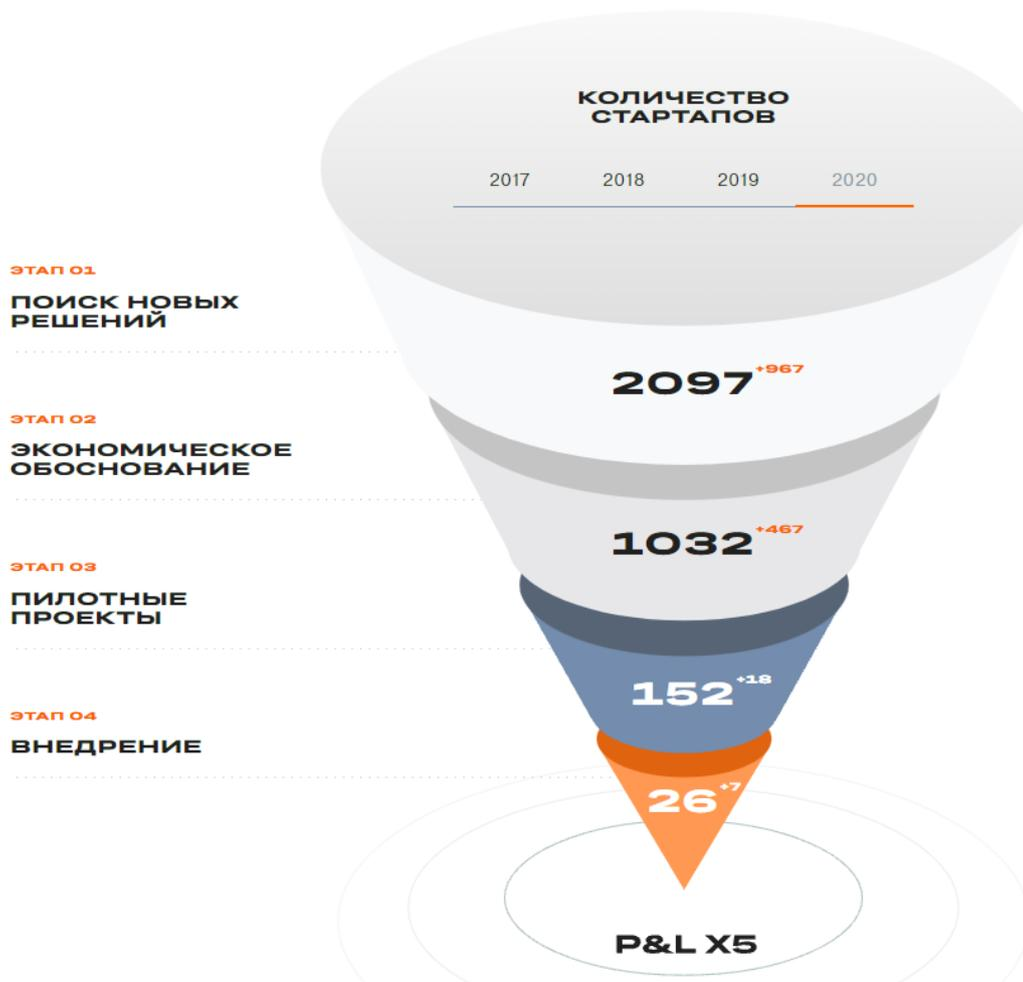 КОЛИЧЕСТВО
СТАРТАПОВ
2017 2018 2019 2020
ЭТАП 01
ПОИСК НОВЫХ
РЕШЕНИЙ
2097 +967
ЭТАП 02
ЭКОНОМИЧЕСКОЕ
ОБОСНОВАНИЕ
1032 +467
ЭТАП 03
ПИЛОТНЫЕ
ПРОЕКТЫ
152 +18
ЭТАП 04
ВНЕДРЕНИЕ
26 +7
P&L X5